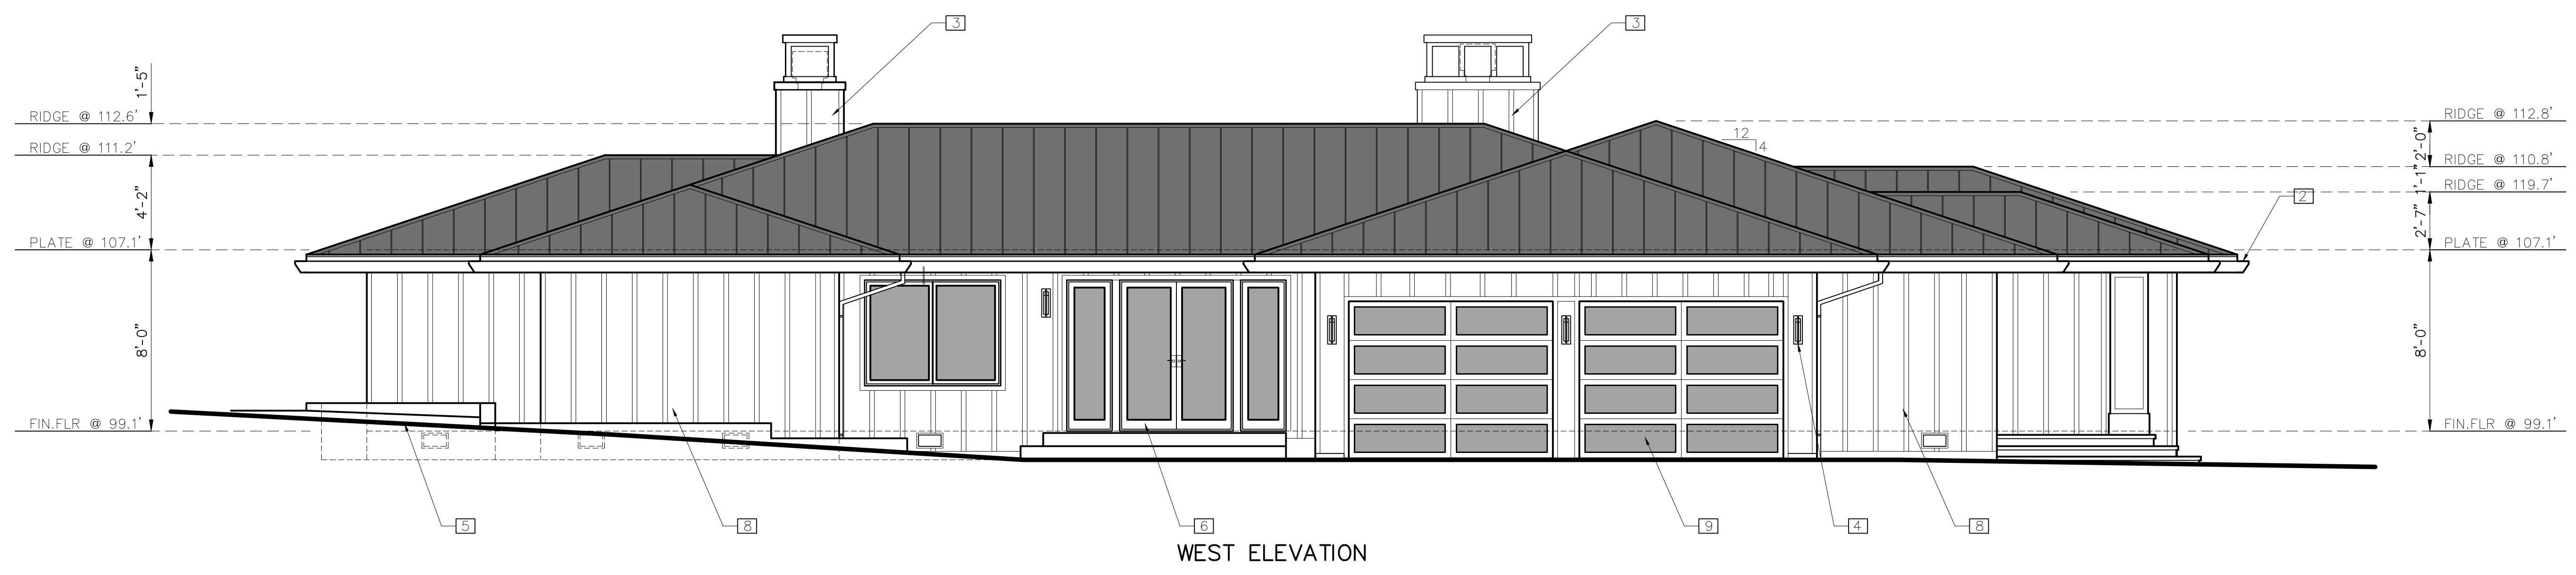 3
3
1'-5"
RIDGE @ 112.6'
RIDGE @ 111.2'
4'-2"
PLATE @ 107.1'
8'-0"
FIN.FLR @ 99.1'
12
4
RIDGE @ 112.8'
2'-0"
RIDGE @ 110.8'
1'-1"
RIDGE @ 119.7'
2
2'-7"
PLATE @ 107.1'
8'-0"
FIN.FLR @ 99.1'
5
8
6
9
4
8
WEST ELEVATION